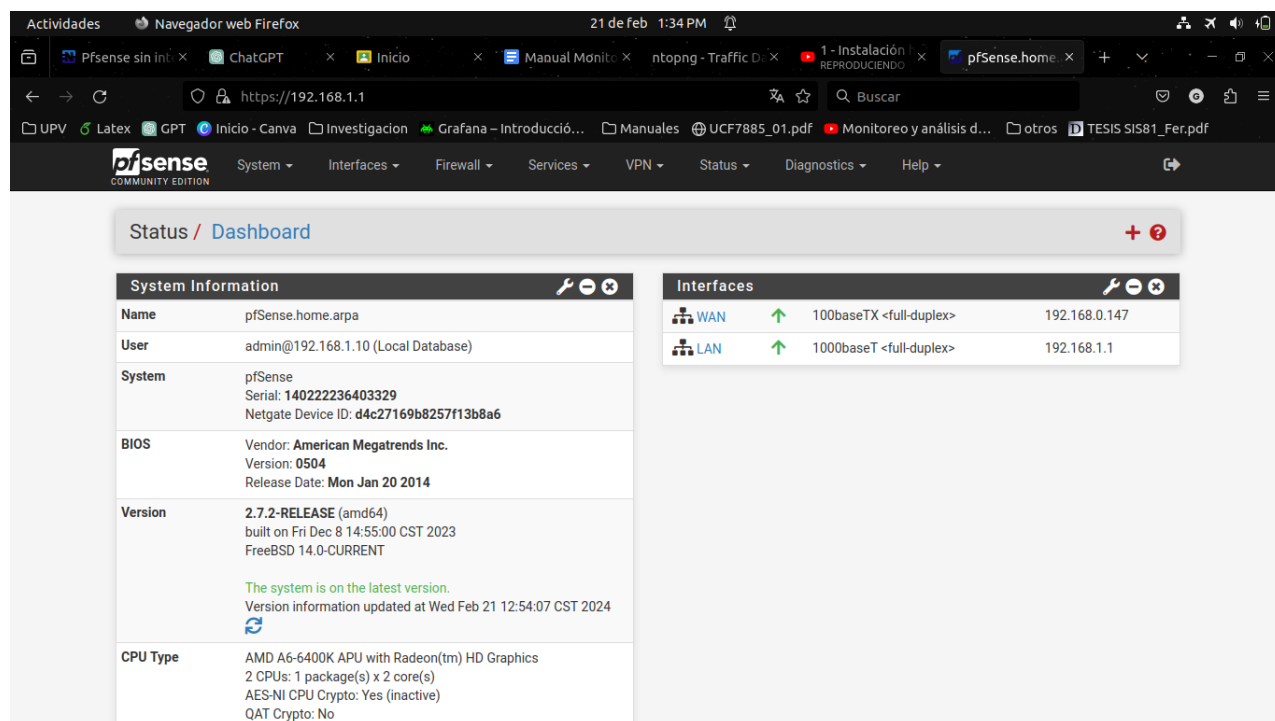 Actividades Navegador web Firefox 21 de feb 1:34 PM
Pfsense sin inte ChatGPT Inicio Manual Monito ntopng - Traffic Da 1 - Instalación pfSense.home.
REPRODUCIENDO
https://192.168.1.1 Buscar
UPV Latex GPT Inicio - Canva Investigacion Grafana – Introducció… Manuales UCF7885_01.pdf Monitoreo y análisis d… otros TESIS SIS81_Fer.pdf
pfsense System Interfaces Firewall Services VPN Status Diagnostics Help
COMMUNITY EDITION
Status / Dashboard
System Information
Name pfSense.home.arpa
User admin@192.168.1.10 (Local Database)
System pfSense
Serial: 140222236403329
Netgate Device ID: d4c27169b8257f13b8a6
BIOS Vendor: American Megatrends Inc.
Version: 0504
Release Date: Mon Jan 20 2014
Version 2.7.2-RELEASE (amd64)
built on Fri Dec 8 14:55:00 CST 2023
FreeBSD 14.0-CURRENT
The system is on the latest version.
Version information updated at Wed Feb 21 12:54:07 CST 2024
CPU Type AMD A6-6400K APU with Radeon(tm) HD Graphics
2 CPUs: 1 package(s) x 2 core(s)
AES-NI CPU Crypto: Yes (inactive)
QAT Crypto: No
Interfaces
WAN 100baseTX <full-duplex> 192.168.0.147
LAN 1000baseT <full-duplex> 192.168.1.1